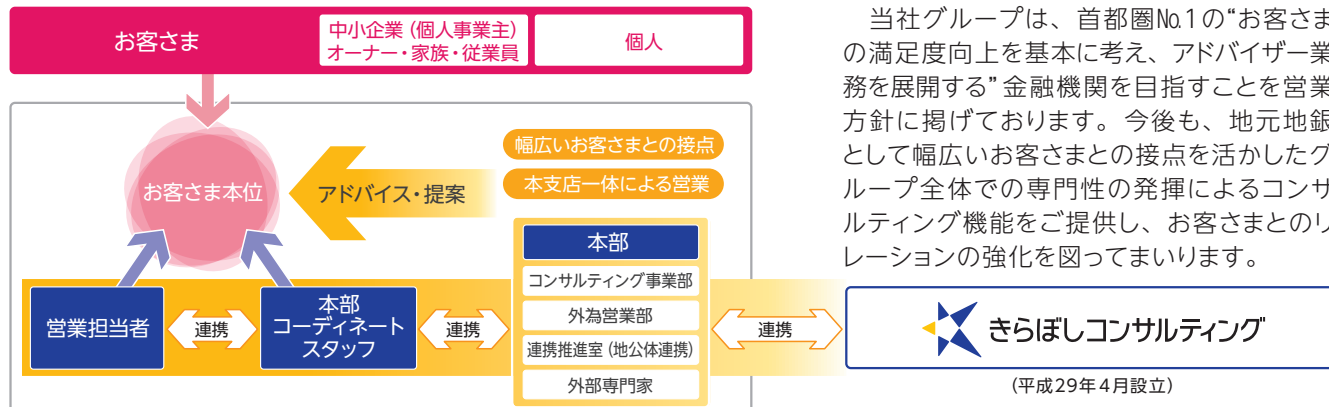 お客さま
中小企業(個人事業主)
オーナー・家族・従業員
個人
お客さま本位
アドバイス・提案
幅広いお客さまとの接点
本支店一体による営業
営業担当者
連携
本部
コーディネート
スタッフ
連携
本部
コンサルティング事業部
外為営業部
連携推進室(地公体連携)
外部専門家
連携
当社グループは、首都圏№1の“お客さま
の満足度向上を基本に考え、アドバイザー業
務を展開する”金融機関を目指すことを営業
方針に掲げております。今後も、地元地銀
として幅広いお客さまとの接点を活かしたグ
ループ全体での専門性の発揮によるコンサ
ルティング機能をご提供し、お客さまとのリ
レーションの強化を図ってまいります。
きらぼしコンサルティング
(平成29年4月設立)